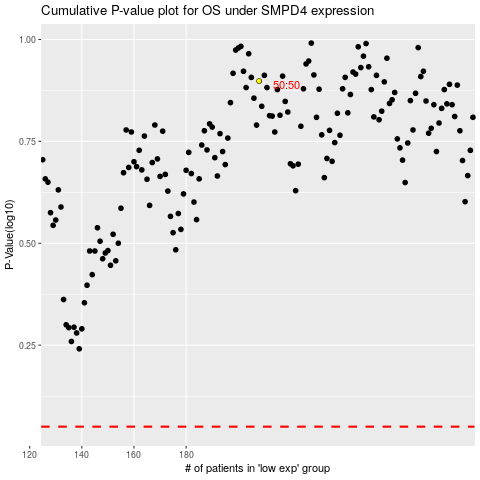 Cumulative P-value plot for OS under SMPD4 expression
P-Value(log10)
1.00
0.75
0.50
0.25
50:50
120 140 160 180
# of patients in 'low exp' group